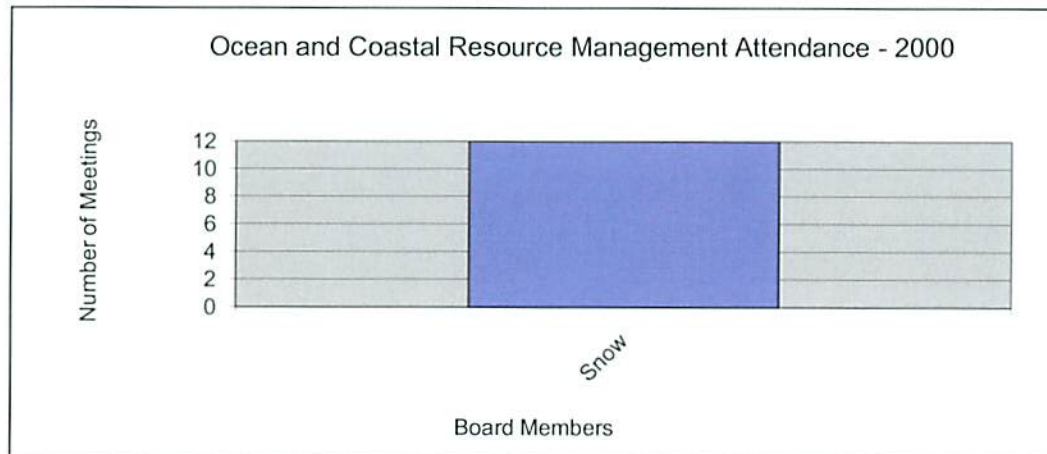 Ocean and Coastal Resource Management Attendance - 2000
Number of Meetings
12
10
8
6
4
2
0
Snow
Board Members